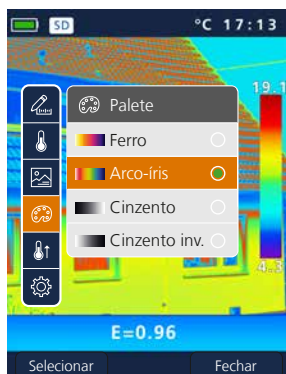 SD °C 17:13
19.1
Palete
Ferro
Arco-íris
Cinzento
Cinzento inv.
4.3
E=0.96
Selecionar Fechar